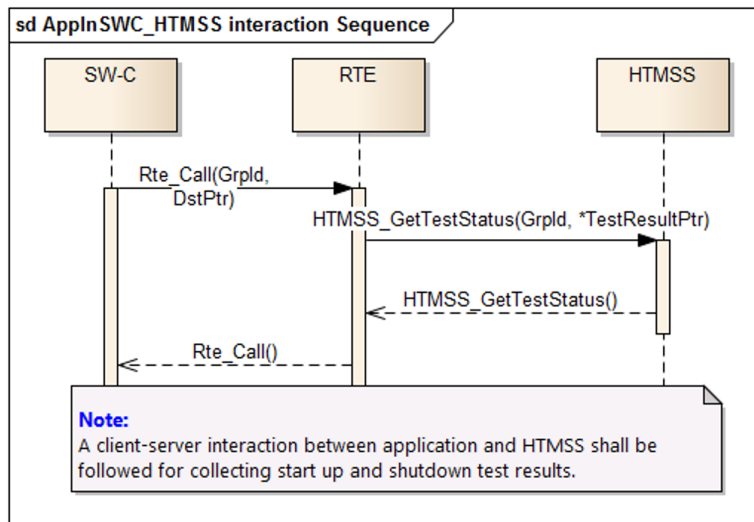 sd AppInSWC_HTMSS interaction Sequence
SW-C
RTE
HTMSS
Rte_Call(GrpId,
DstPtr)
HTMSS_GetTestStatus(GrpId, *TestResultPtr)
HTMSS_GetTestStatus()
Rte_Call()
Note:
A client-server interaction between application and HTMSS shall be
followed for collecting start up and shutdown test results.